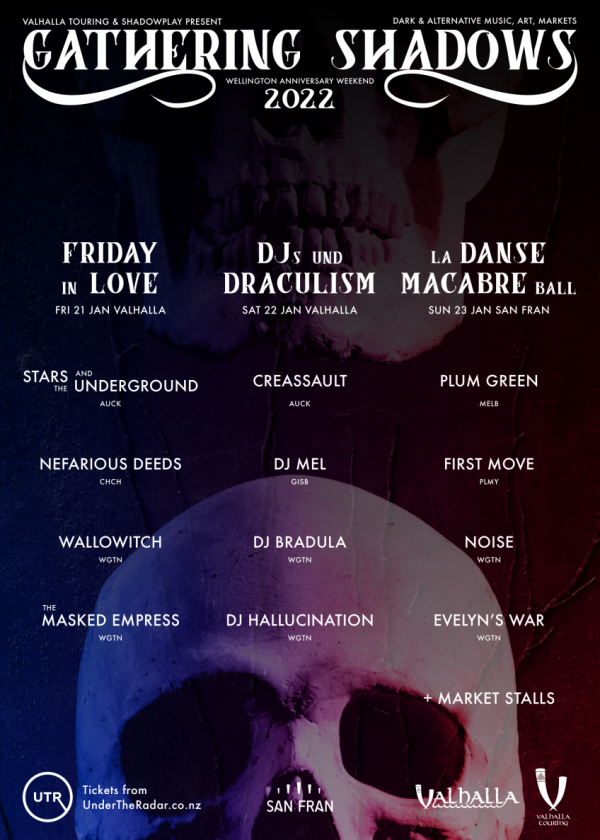 VALHALLA TOURING & SHADOWPLAY PRESENT
DARK & ALTERNATIVE MUSIC, ART, MARKETS
GATHERING SHADOWS
WELLINGTON ANNIVERSARY WEEKEND
2022
FRIDAY
IN LOVE
FRI 21 JAN VALHALLA
STARS AND THE UNDERGROUND
AUCK
NEFARIOUS DEEDS
CHCH
WALLOWITCH
WGTN
THE
MASKED EMPRESS
WGTN
DJs UND
DRACULISM
SAT 22 JAN VALHALLA
CREASSAULT
AUCK
DJ MEL
GISB
DJ BRADULA
WGTN
DJ HALLUCINATION
WGTN
LA DANSE
MACABRE BALL
SUN 23 JAN SAN FRAN
PLUM GREEN
MELB
FIRST MOVE
PLMY
NOISE
WGTN
EVELYN'S WAR
WGTN
+ MARKET STALLS
UTR
Tickets from
UnderTheRadar.co.nz
SAN FRAN
VALHALLA
VALHALLA
TOURING